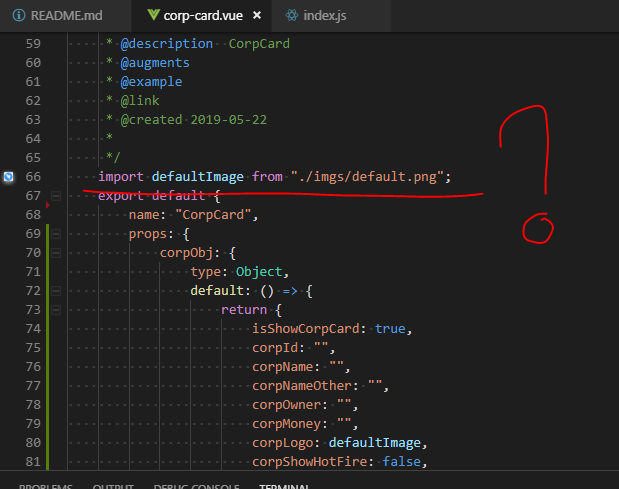 README.md corp-card.vue index.js
59 * @description CorpCard
60 * @augments
61 * @example
62 * @link
63 * @created 2019-05-22
64 *
65 */
66 import defaultImage from "./imgs/default.png";
67 export default {
68 name: "CorpCard",
69 props: {
70 corpObj: {
71 type: Object,
72 default: () => {
73 return {
74 isShowCorpCard: true,
75 corpId: "",
76 corpName: "",
77 corpNameOther: "",
78 corpOwner: "",
79 corpMoney: "",
80 corpLogo: defaultImage,
81 corpShowHotFire: false,
PROBLEMS OUTPUT DEBUG CONSOLE TERMINAL